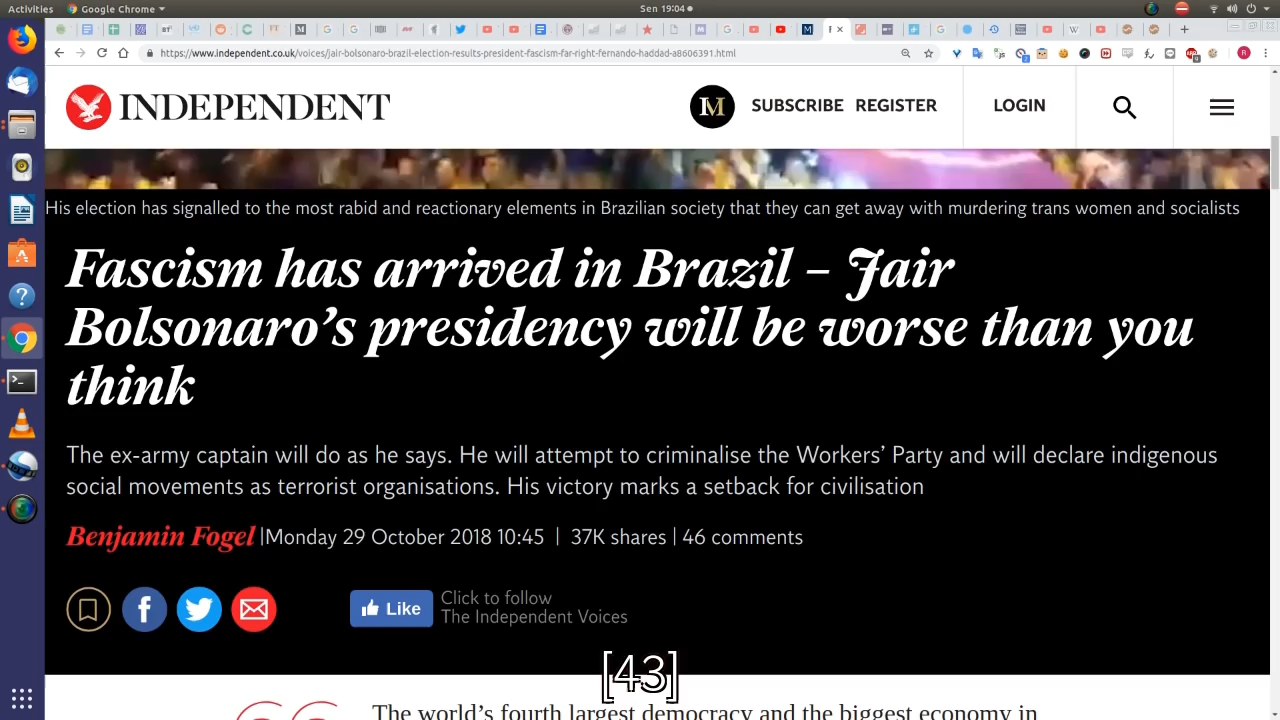 Activities Google Chrome Sen 19:04
https://www.independent.co.uk/voices/jair-bolsonaro-brazil-election-results-president-fascism-far-right-fernando-haddad-a8606391.html
INDEPENDENT
IM SUBSCRIBE REGISTER LOGIN
His election has signalled to the most rabid and reactionary elements in Brazilian society that they can get away with murdering trans women and socialists
Fascism has arrived in Brazil – Jair
Bolsonaro’s presidency will be worse than you
think
The ex-army captain will do as he says. He will attempt to criminalise the Workers’ Party and will declare indigenous
social movements as terrorist organisations. His victory marks a setback for civilisation
Benjamin Fogel |Monday 29 October 2018 10:45 | 37K shares | 46 comments
Like
Click to follow
The Independent Voices
[43]
The world’s fourth largest democracy and the biggest economy in